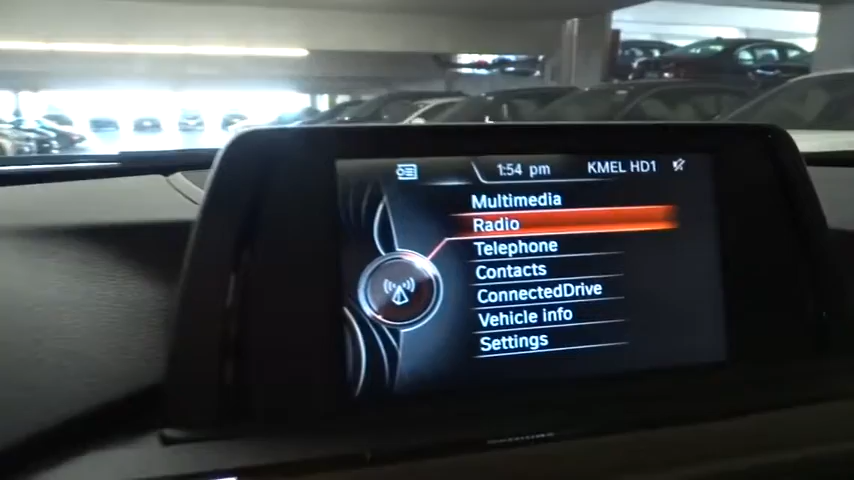 1:54 pm KMEL HD1
Multimedia
Radio
Telephone
Contacts
ConnectedDrive
Vehicle info
Settings